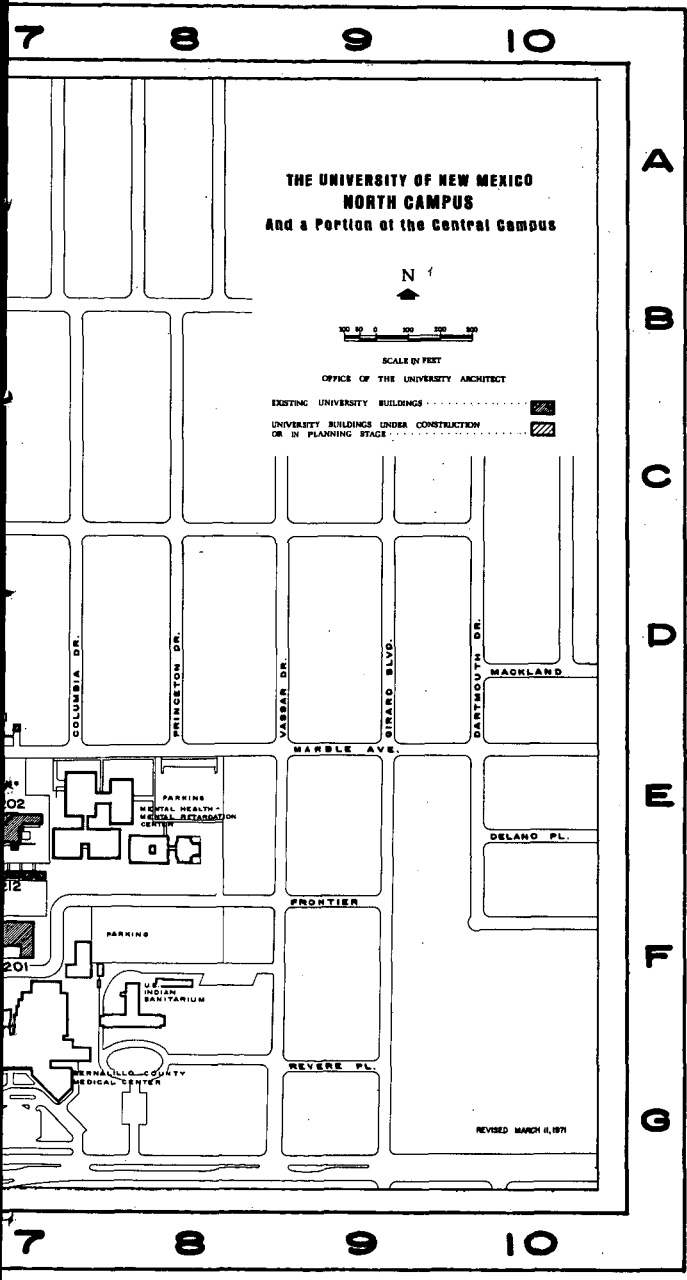 7 8 9 10
A
THE UNIVERSITY OF NEW MEXICO
NORTH CAMPUS
And a Portion of the Central Campus
N
B
100 50 0 100 200 300
SCALE IN FEET
OFFICE OF THE UNIVERSITY ARCHITECT
EXISTING UNIVERSITY BUILDINGS
UNIVERSITY BUILDINGS UNDER CONSTRUCTION
OR IN PLANNING STAGE
C
D
COLUMBIA DR.
PRINCETON DR.
VASSAR DR.
GIRARD BLVD.
DARTMOUTH DR.
MACKLAND
MARBLE AVE.
E
202
PARKING
MENTAL HEALTH -
MENTAL RETARDATION
CENTER
DELANO PL.
212
FRONTIER
PARKING
F
201
U.S.
INDIAN
SANITARIUM
REVERE PL.
BERNALILLO COUNTY
MEDICAL CENTER
G
REVISED MARCH 11, 1971
7 8 9 10